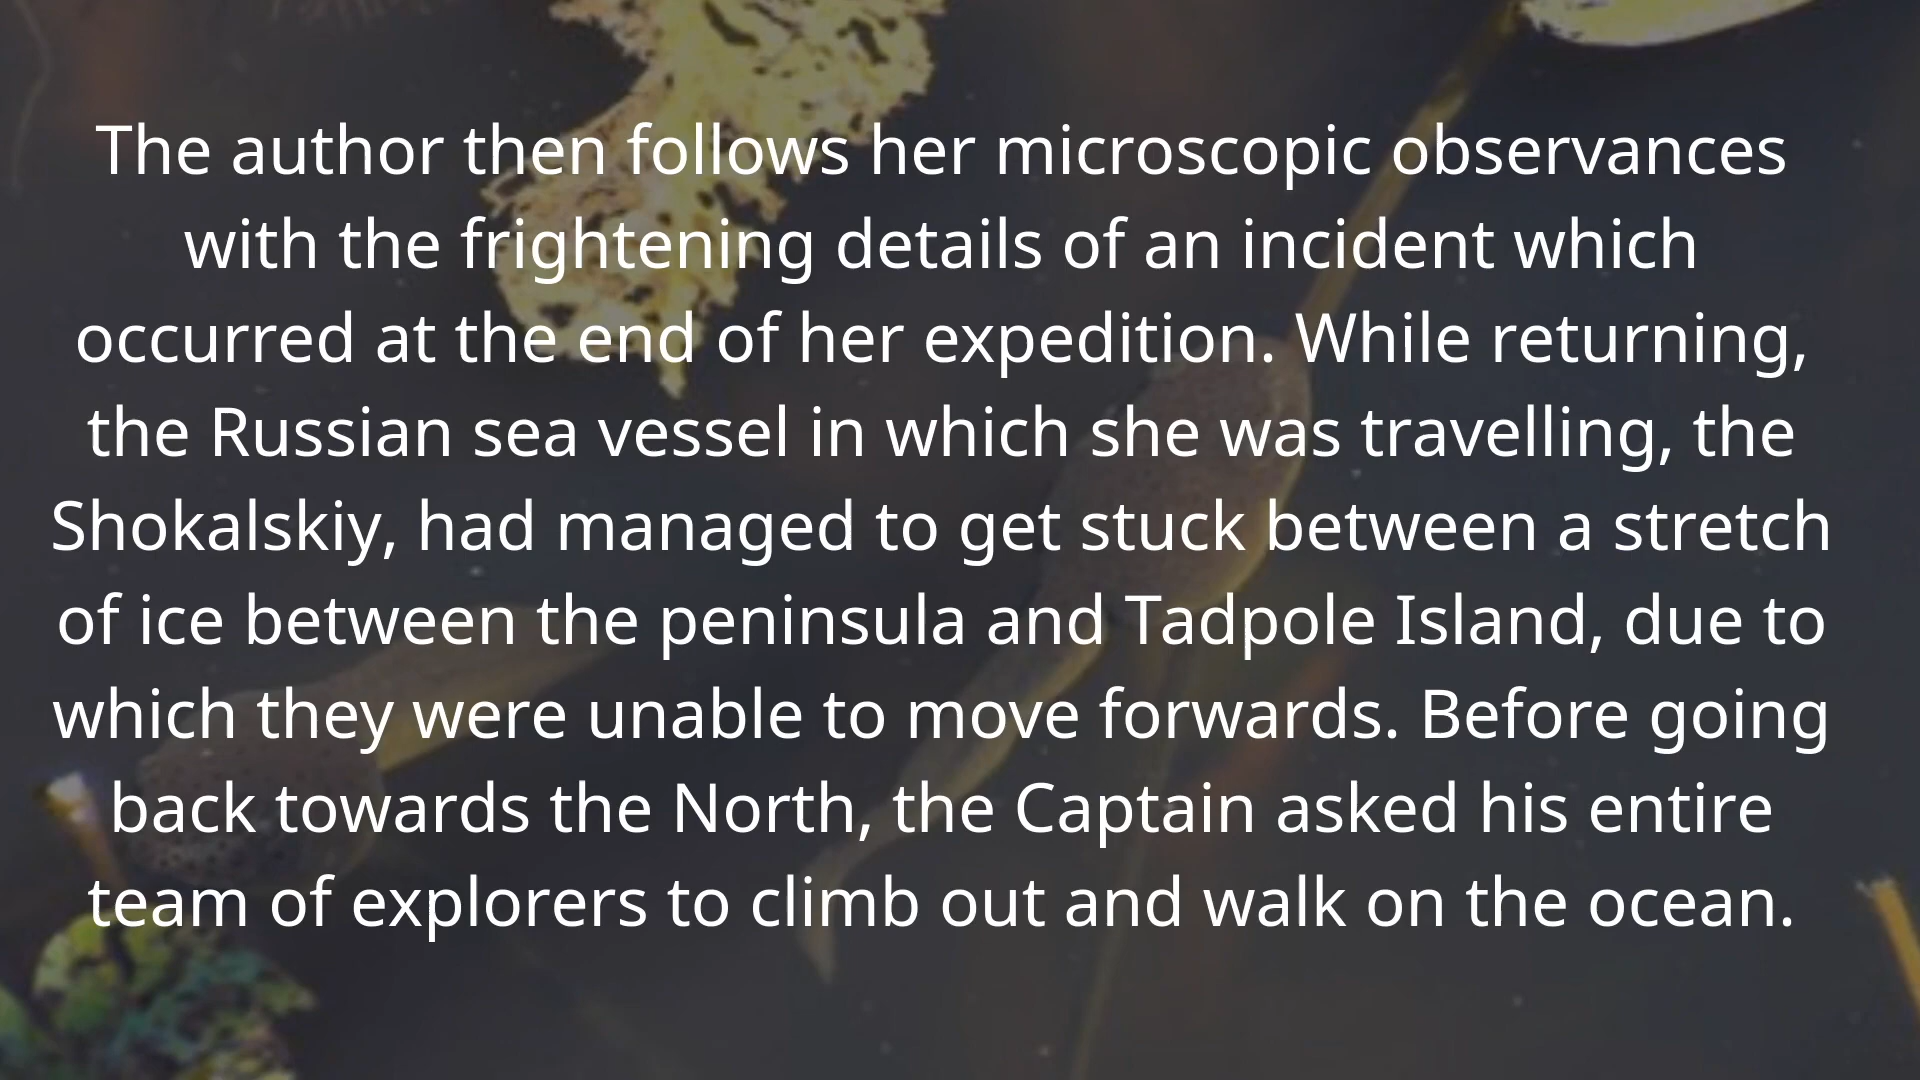 The author then follows her microscopic observances
with the frightening details of an incident which
occurred at the end of her expedition. While returning,
the Russian sea vessel in which she was travelling, the
Shokalskiy, had managed to get stuck between a stretch
of ice between the peninsula and Tadpole Island, due to
which they were unable to move forwards. Before going
back towards the North, the Captain asked his entire
team of explorers to climb out and walk on the ocean.